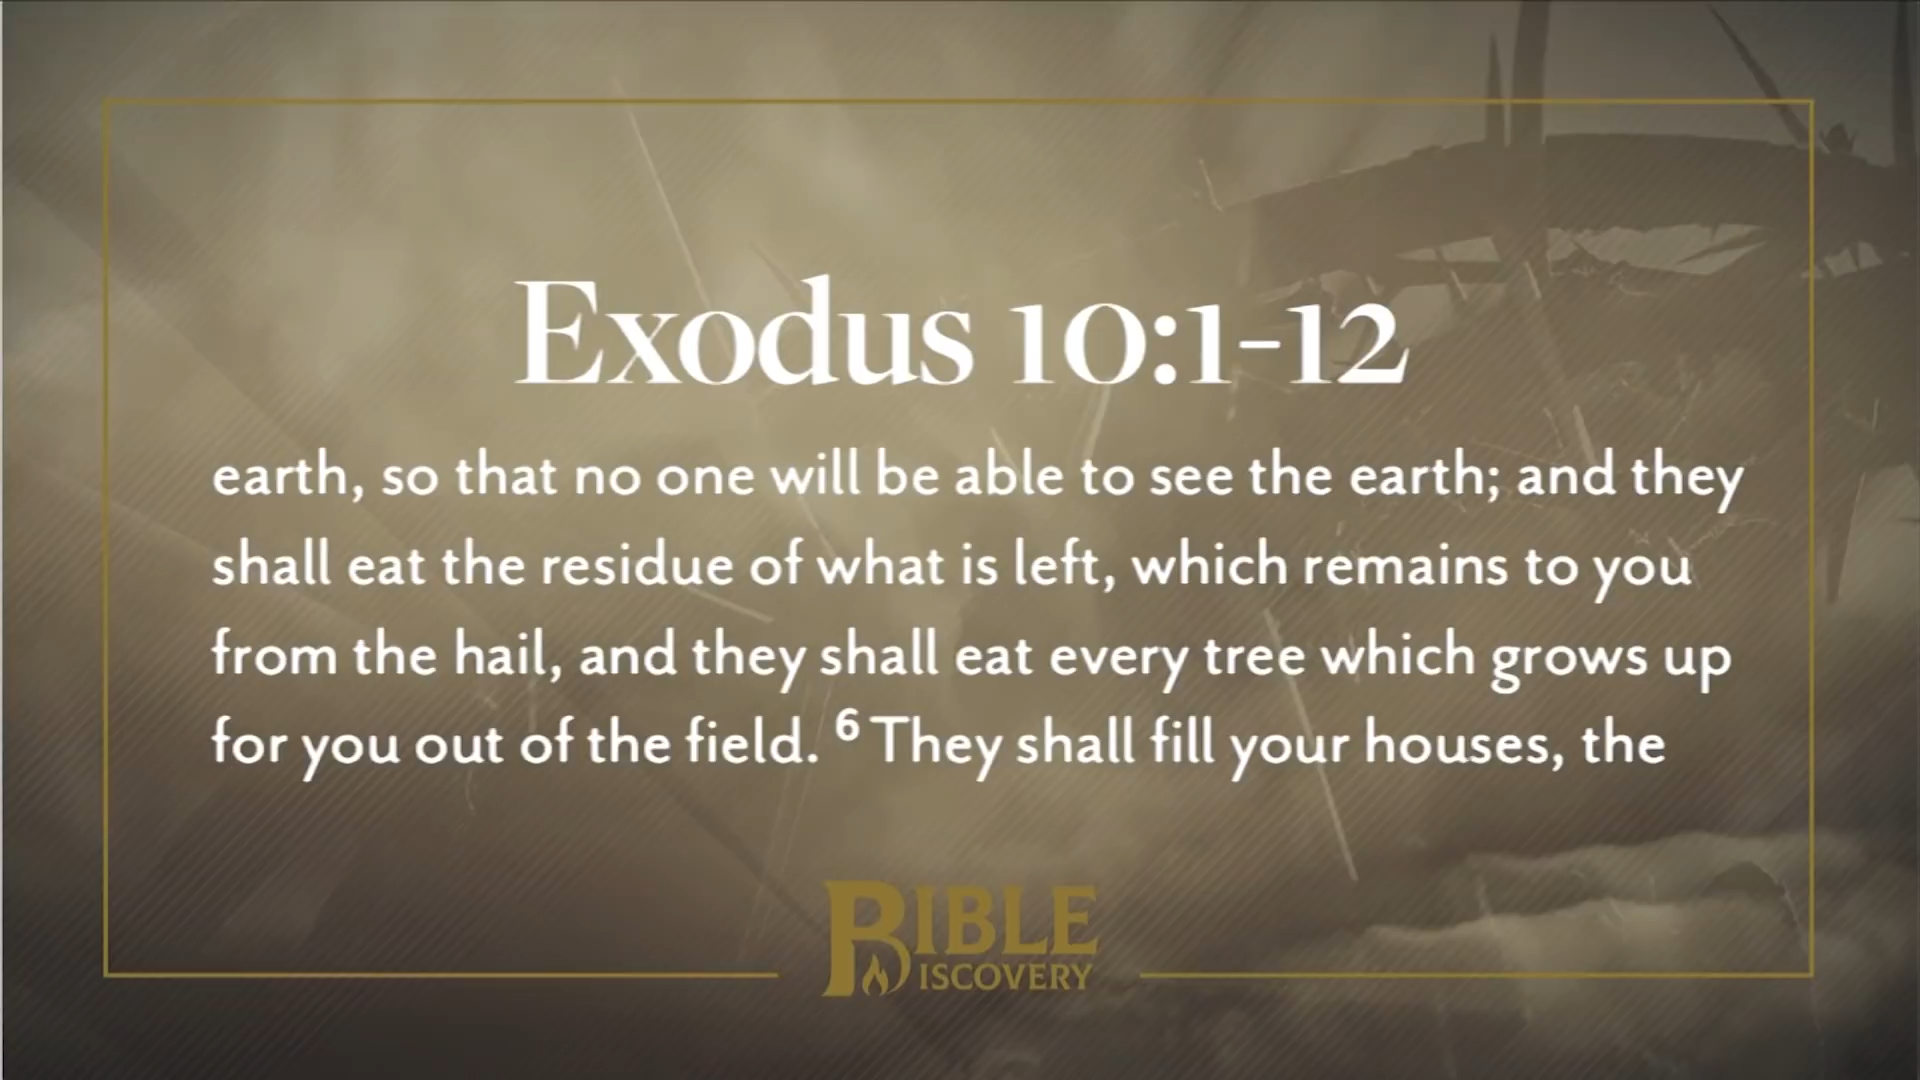 Exodus 10:1-12
earth, so that no one will be able to see the earth; and they
shall eat the residue of what is left, which remains to you
from the hail, and they shall eat every tree which grows up
for you out of the field. 6 They shall fill your houses, the
BIBLE
DISCOVERY